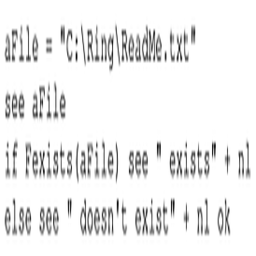 aFile = "C:\Ring\ReadMe.txt"
see aFile
if Fexists(aFile) see " exists" + nl
else see " doesn't exist" + nl ok